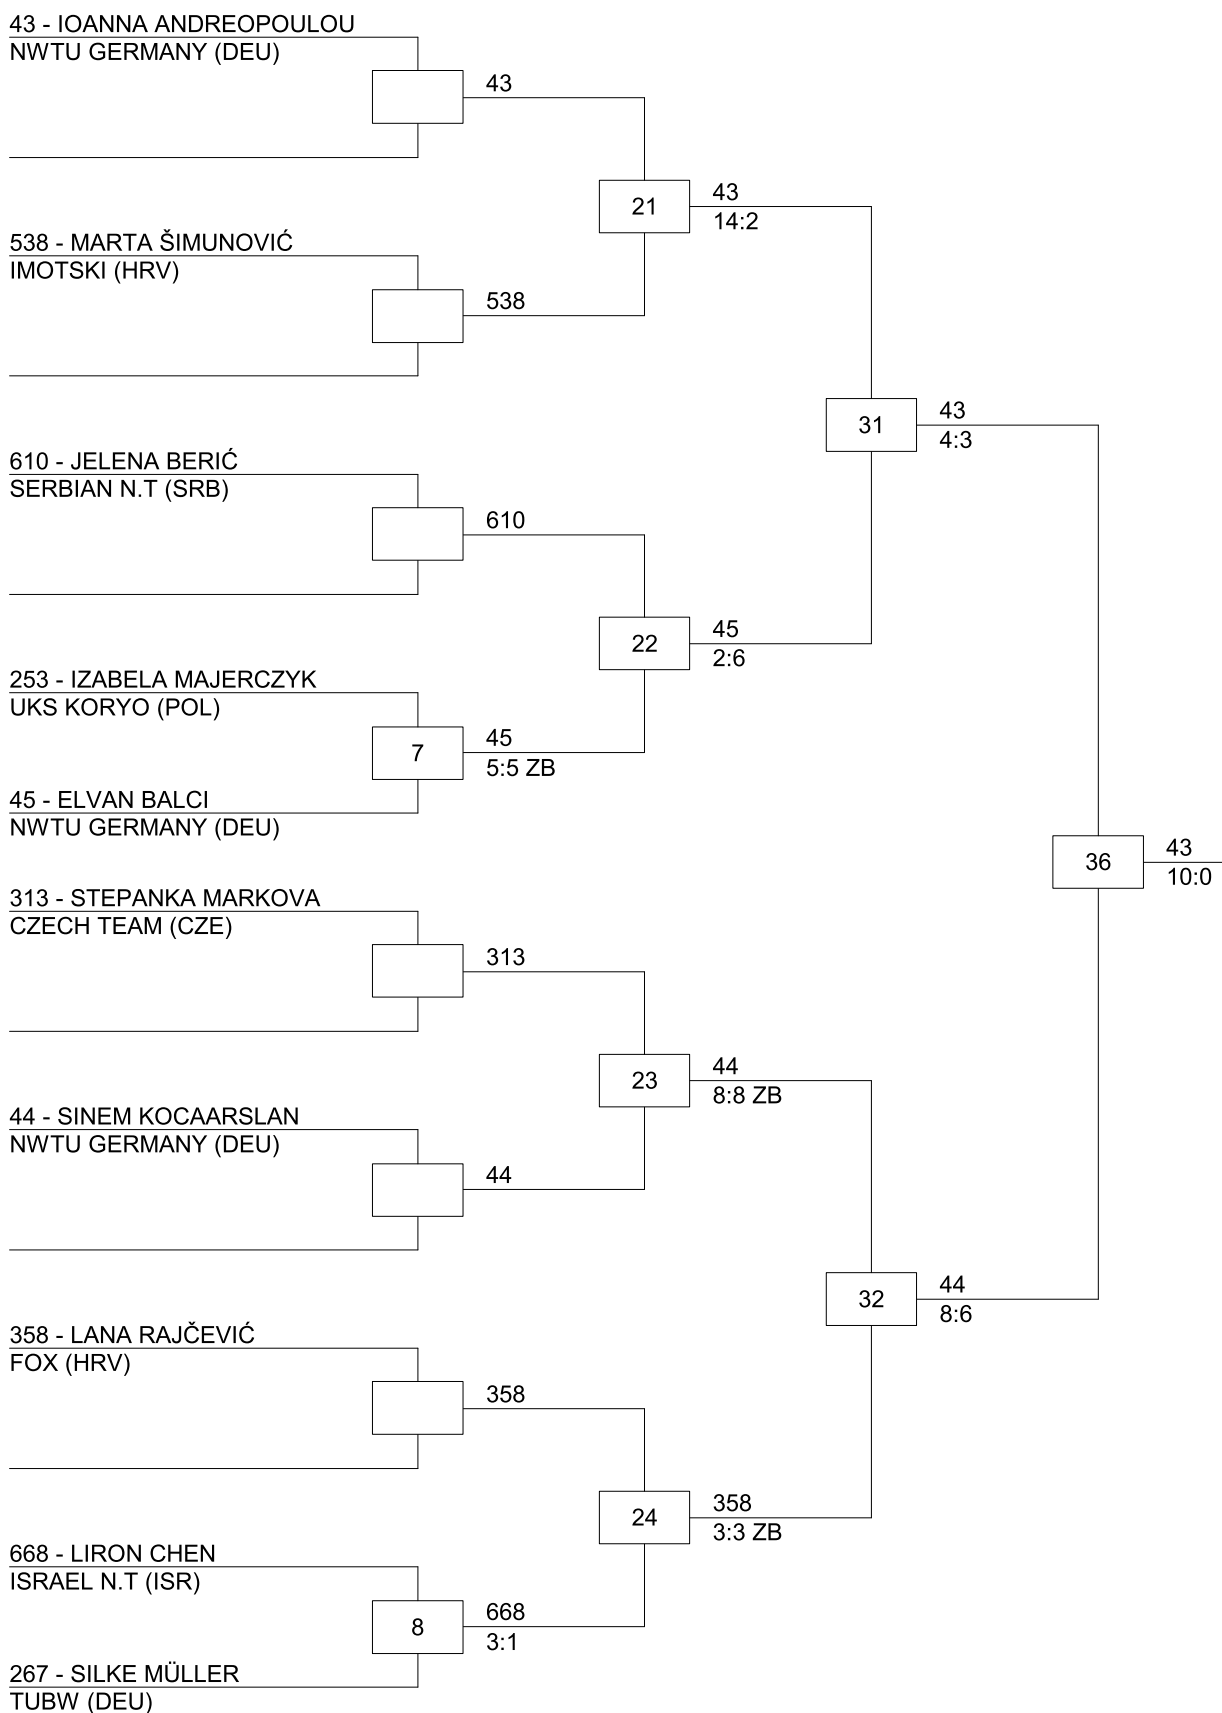 43 - IOANNA ANDREOPOULOU
NWTU GERMANY (DEU)
43
21
43
14:2
538 - MARTA ŠIMUNOVIĆ
IMOTSKI (HRV)
538
31
43
4:3
610 - JELENA BERIĆ
SERBIAN N.T (SRB)
610
22
45
2:6
253 - IZABELA MAJERCZYK
UKS KORYO (POL)
7
45
5:5 ZB
45 - ELVAN BALCI
NWTU GERMANY (DEU)
36
43
10:0
313 - STEPANKA MARKOVA
CZECH TEAM (CZE)
313
23
44
8:8 ZB
44 - SINEM KOCAARSLAN
NWTU GERMANY (DEU)
44
32
44
8:6
358 - LANA RAJČEVIĆ
FOX (HRV)
358
24
358
3:3 ZB
668 - LIRON CHEN
ISRAEL N.T (ISR)
8
668
3:1
267 - SILKE MÜLLER
TUBW (DEU)